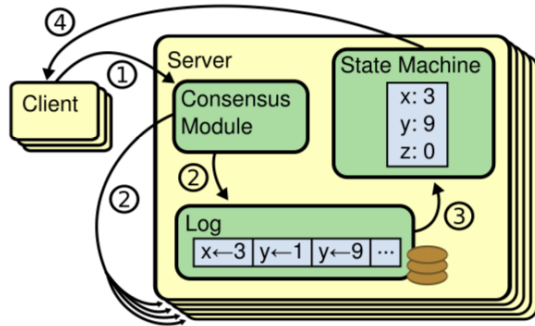 ④
①
Server
Client
Consensus
Module
State Machine
x: 3
y: 9
z: 0
②
②
③
Log
x←3 y←1 y←9 ...